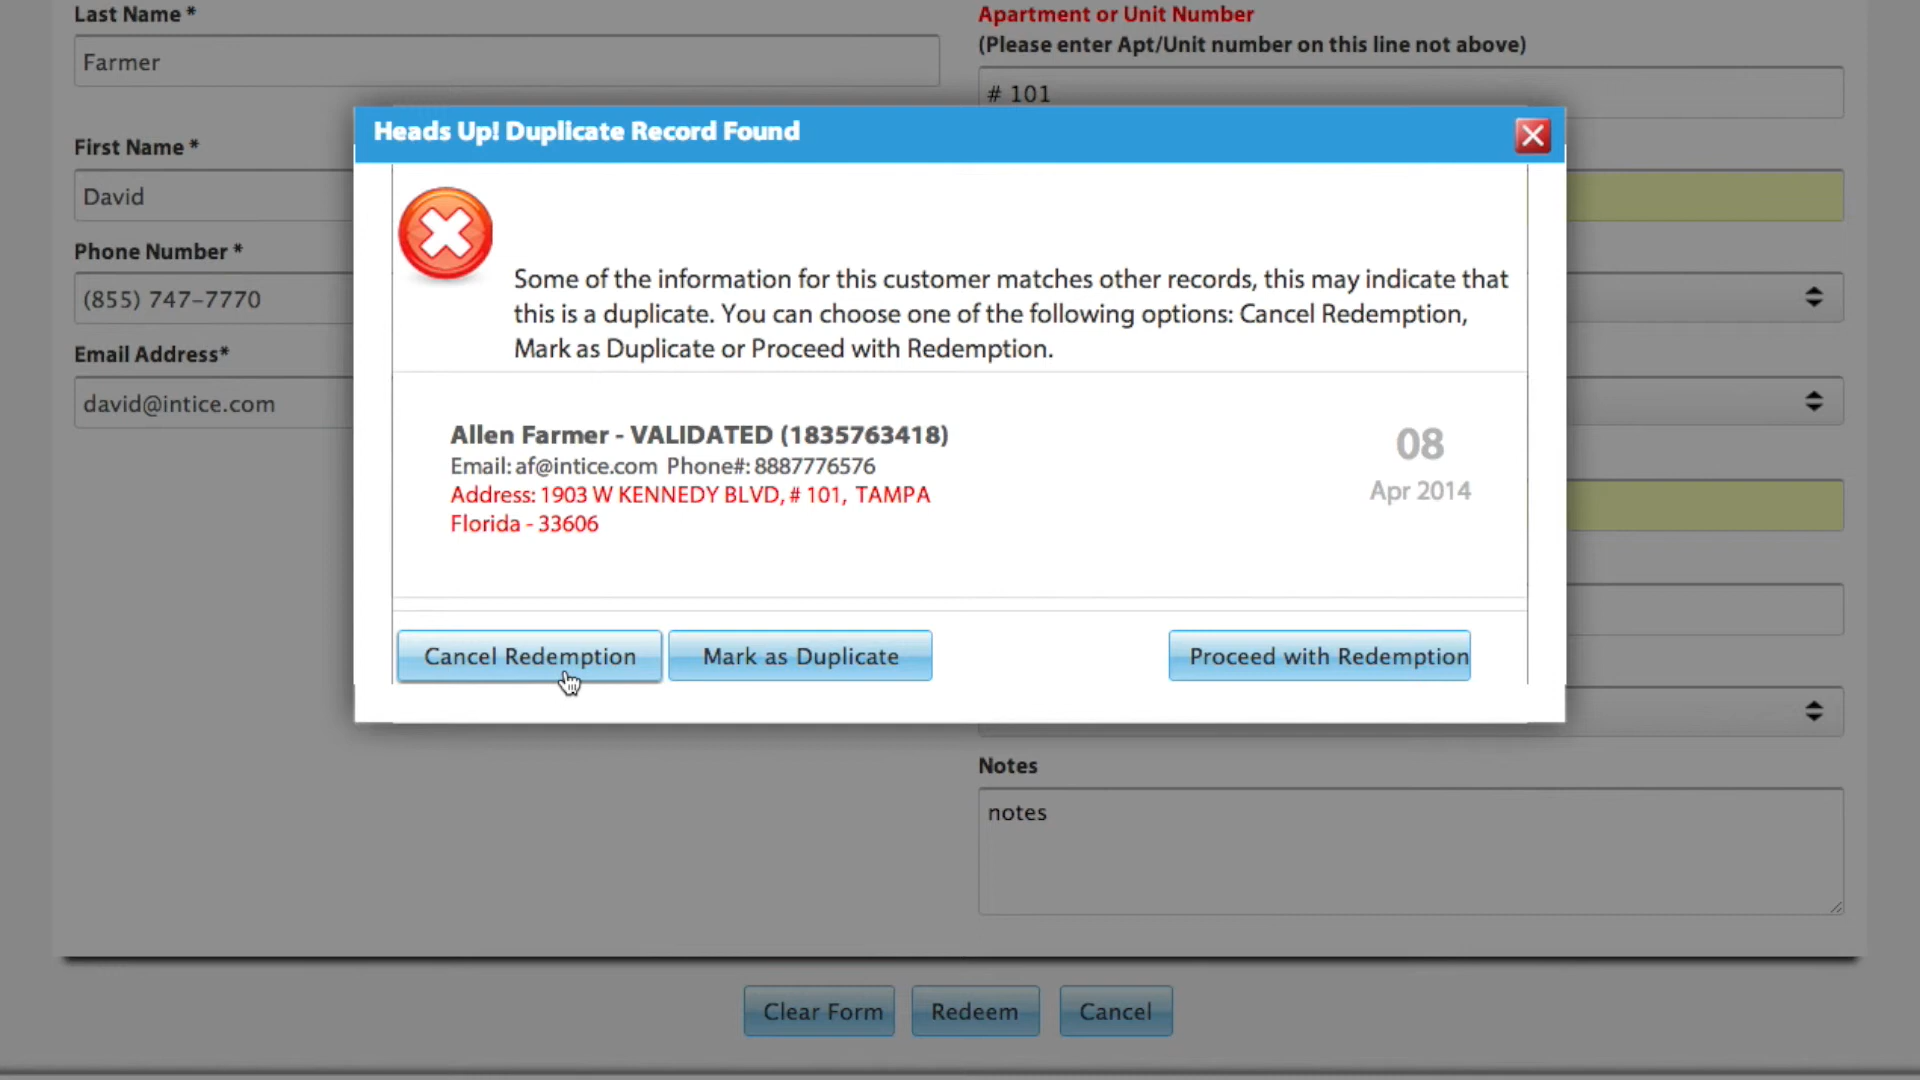 Last Name *
Farmer
First Name *
David
Phone Number *
(855) 747-7770
Email Address*
david@intice.com
Apartment or Unit Number
(Please enter Apt/Unit number on this line not above)
# 101
Heads Up! Duplicate Record Found
Some of the information for this customer matches other records, this may indicate that
this is a duplicate. You can choose one of the following options: Cancel Redemption,
Mark as Duplicate or Proceed with Redemption.
Allen Farmer - VALIDATED (1835763418)
Email: af@intice.com Phone#: 8887776576
Address: 1903 W KENNEDY BLVD, # 101, TAMPA
Florida - 33606
08
Apr 2014
Cancel Redemption
Mark as Duplicate
Proceed with Redemption
Notes
notes
Clear Form
Redeem
Cancel